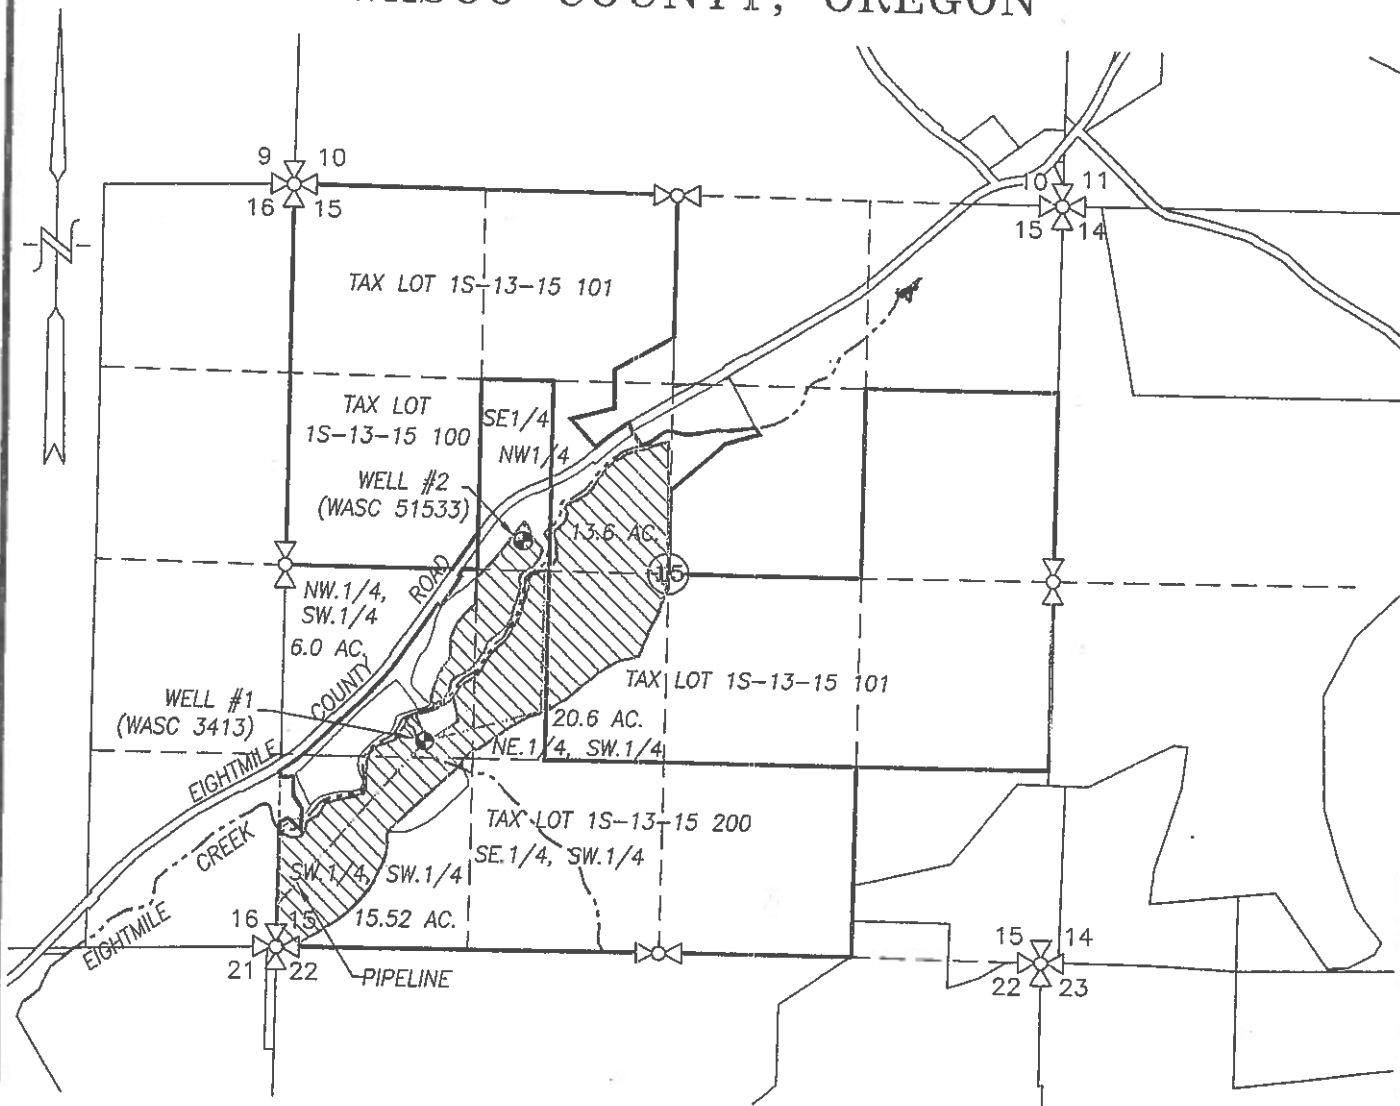 WASCO COUNTY, OREGON
9 10
16 15
10 11
15 14
N
TAX LOT 1S-13-15 101
TAX LOT
1S-13-15 100
SE1/4
NW1/4
WELL #2
(WASC 51533)
13.6 AC.
15
ROAD
NW.1/4,
SW.1/4
6.0 AC.
COUNTY
WELL #1
(WASC 3413)
TAX LOT 1S-13-15 101
20.6 AC.
NE.1/4, SW.1/4
EIGHTMILE
TAX LOT 1S-13-15 200
SE.1/4, SW.1/4
CREEK
SW.1/4, SW.1/4
15.52 AC.
EIGHTMILE
16 15
21 22
PIPELINE
15 14
22 23